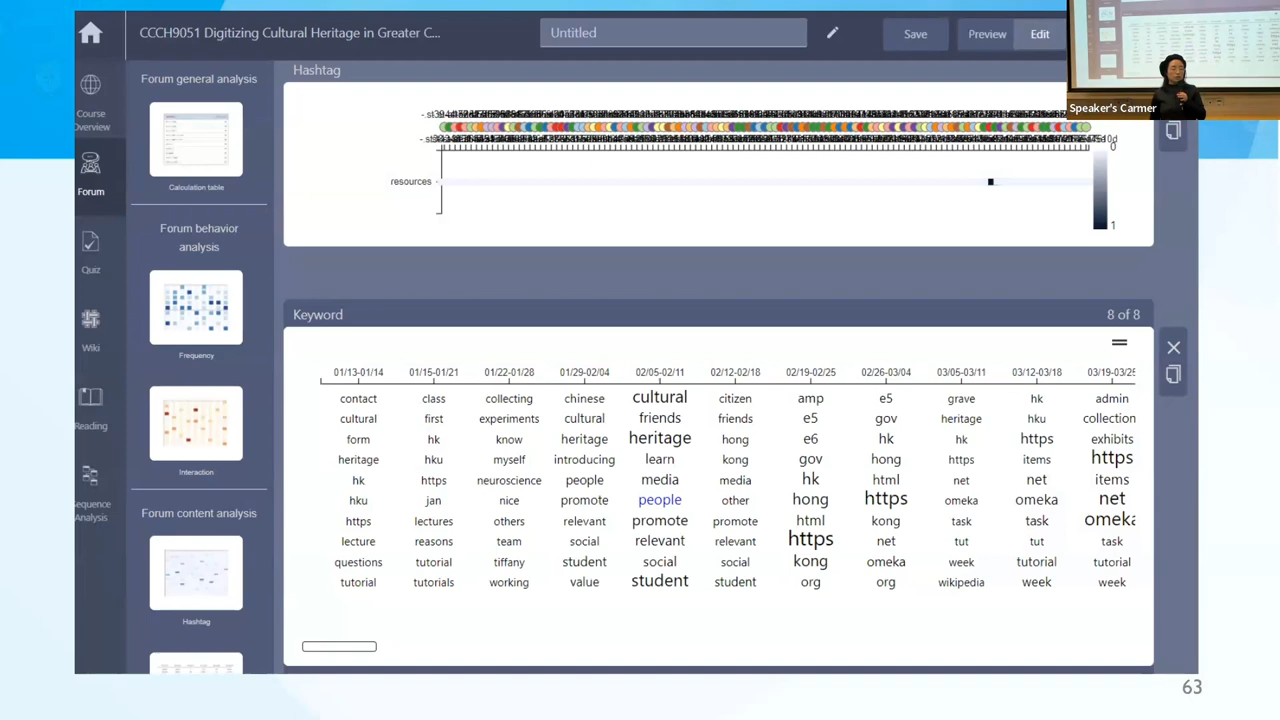 CCCH9051 Digitizing Cultural Heritage in Greater C...
Untitled
Save
Preview
Edit
Speaker's Carmer
Course
Overview
Forum
Quiz
Wiki
Reading
Sequence
Analysis
Forum general analysis
Calculation table
Forum behavior
analysis
Frequency
Interaction
Forum content analysis
Hashtag
Hashtag
resources
0
1
Keyword
8 of 8
01/13-01/14 01/15-01/21 01/22-01/28 01/29-02/04 02/05-02/11 02/12-02/18 02/19-02/25 02/26-03/04 03/05-03/11 03/12-03/18 03/19-03/25
contact class collecting chinese cultural citizen amp e5 grave hk admin
cultural first experiments cultural friends friends e5 gov heritage hku collection
form hk know heritage heritage hong e6 hk hk https exhibits
heritage hku myself introducing learn kong gov hong https items https
hk https neuroscience people media media hk html net net items
hku jan nice promote people other hong https omeka omeka net
https lectures others relevant promote promote html kong task task omeka
lecture reasons team social relevant relevant https net tut tut task
questions tutorial tiffany student social social kong omeka week tutorial tutorial
tutorial tutorials working value student student org org wikipedia week week
63